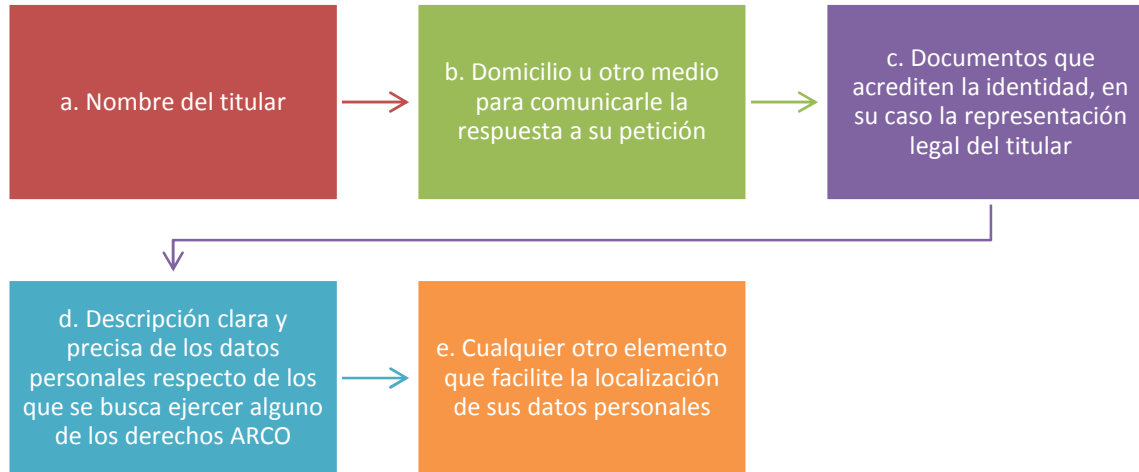 a. Nombre del titular
b. Domicilio u otro medio
para comunicarle la
respuesta a su petición
c. Documentos que
acrediten la identidad, en
su caso la representación
legal del titular
d. Descripción clara y
precisa de los datos
personales respecto de los
que se busca ejercer alguno
de los derechos ARCO
e. Cualquier otro elemento
que facilite la localización
de sus datos personales